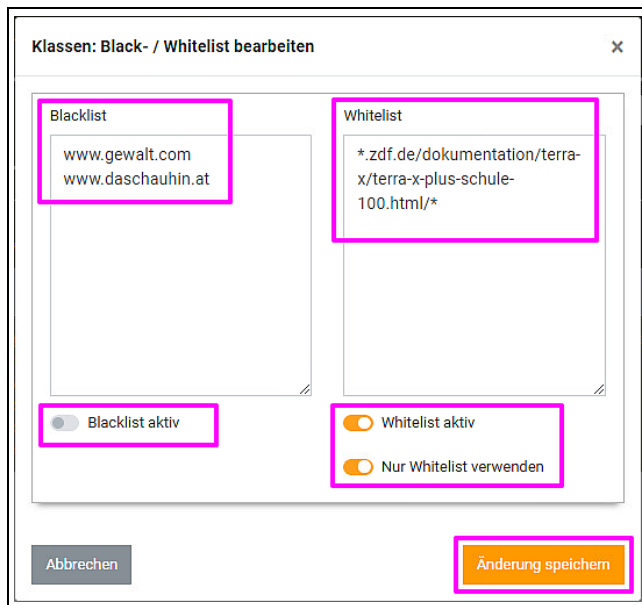 Klassen: Black- / Whitelist bearbeiten
×
Blacklist
www.gewalt.com
www.daschauhin.at
Whitelist
*.zdf.de/dokumentation/terra-
x/terra-x-plus-schule-
100.html/*
Blacklist aktiv
Whitelist aktiv
Nur Whitelist verwenden
Abbrechen
Änderung speichern